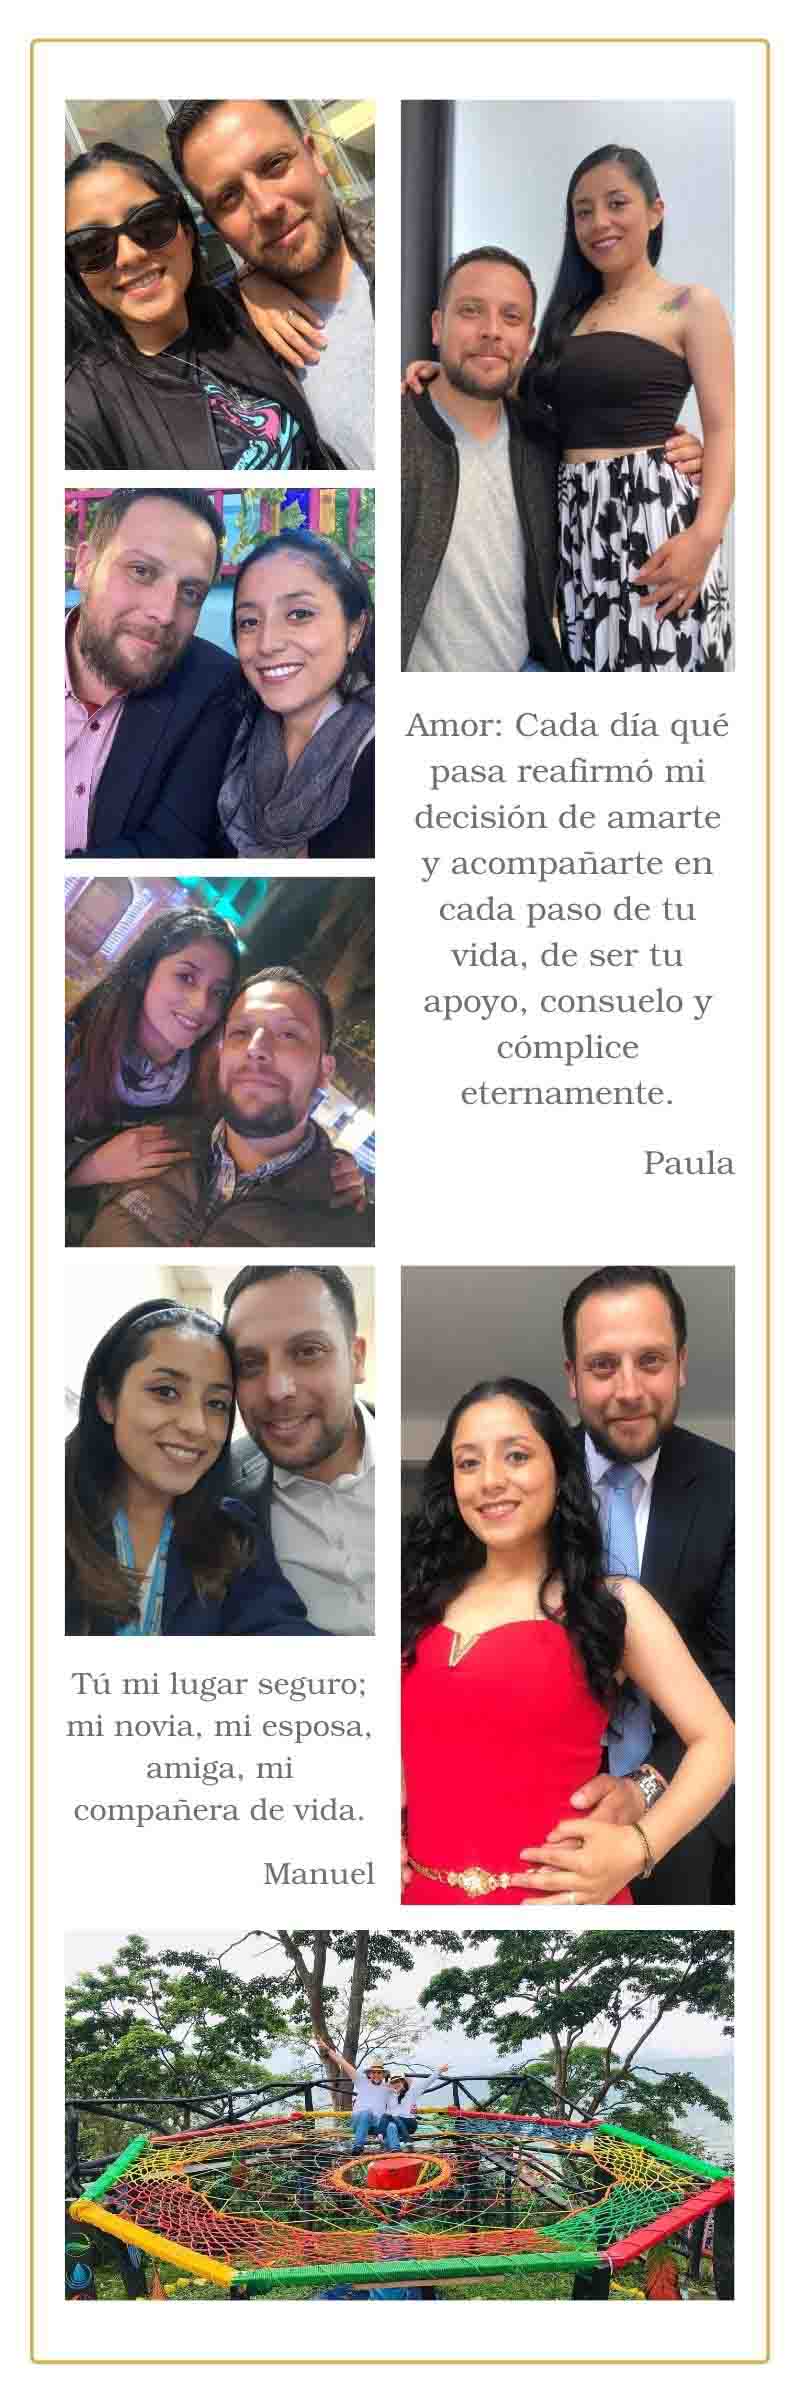 Amor: Cada día qué
pasa reafirmó mi
decisión de amarte
y acompañarte en
cada paso de tu
vida, de ser tu
apoyo, consuelo y
cómplice
eternamente.
Paula
Tú mi lugar seguro;
mi novia, mi esposa,
amiga, mi
compañera de vida.
Manuel